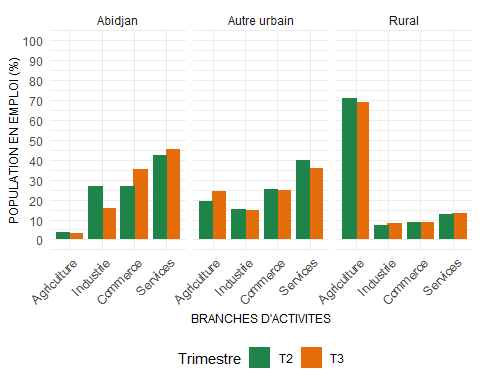 Abidjan Autre urbain Rural
POPULATION EN EMPLOI (%)
100
90
80
70
60
50
40
30
20
10
0
Agriculture Industrie Commerce Services Agriculture Industrie Commerce Services Agriculture Industrie Commerce Services
BRANCHES D'ACTIVITES
Trimestre T2 T3